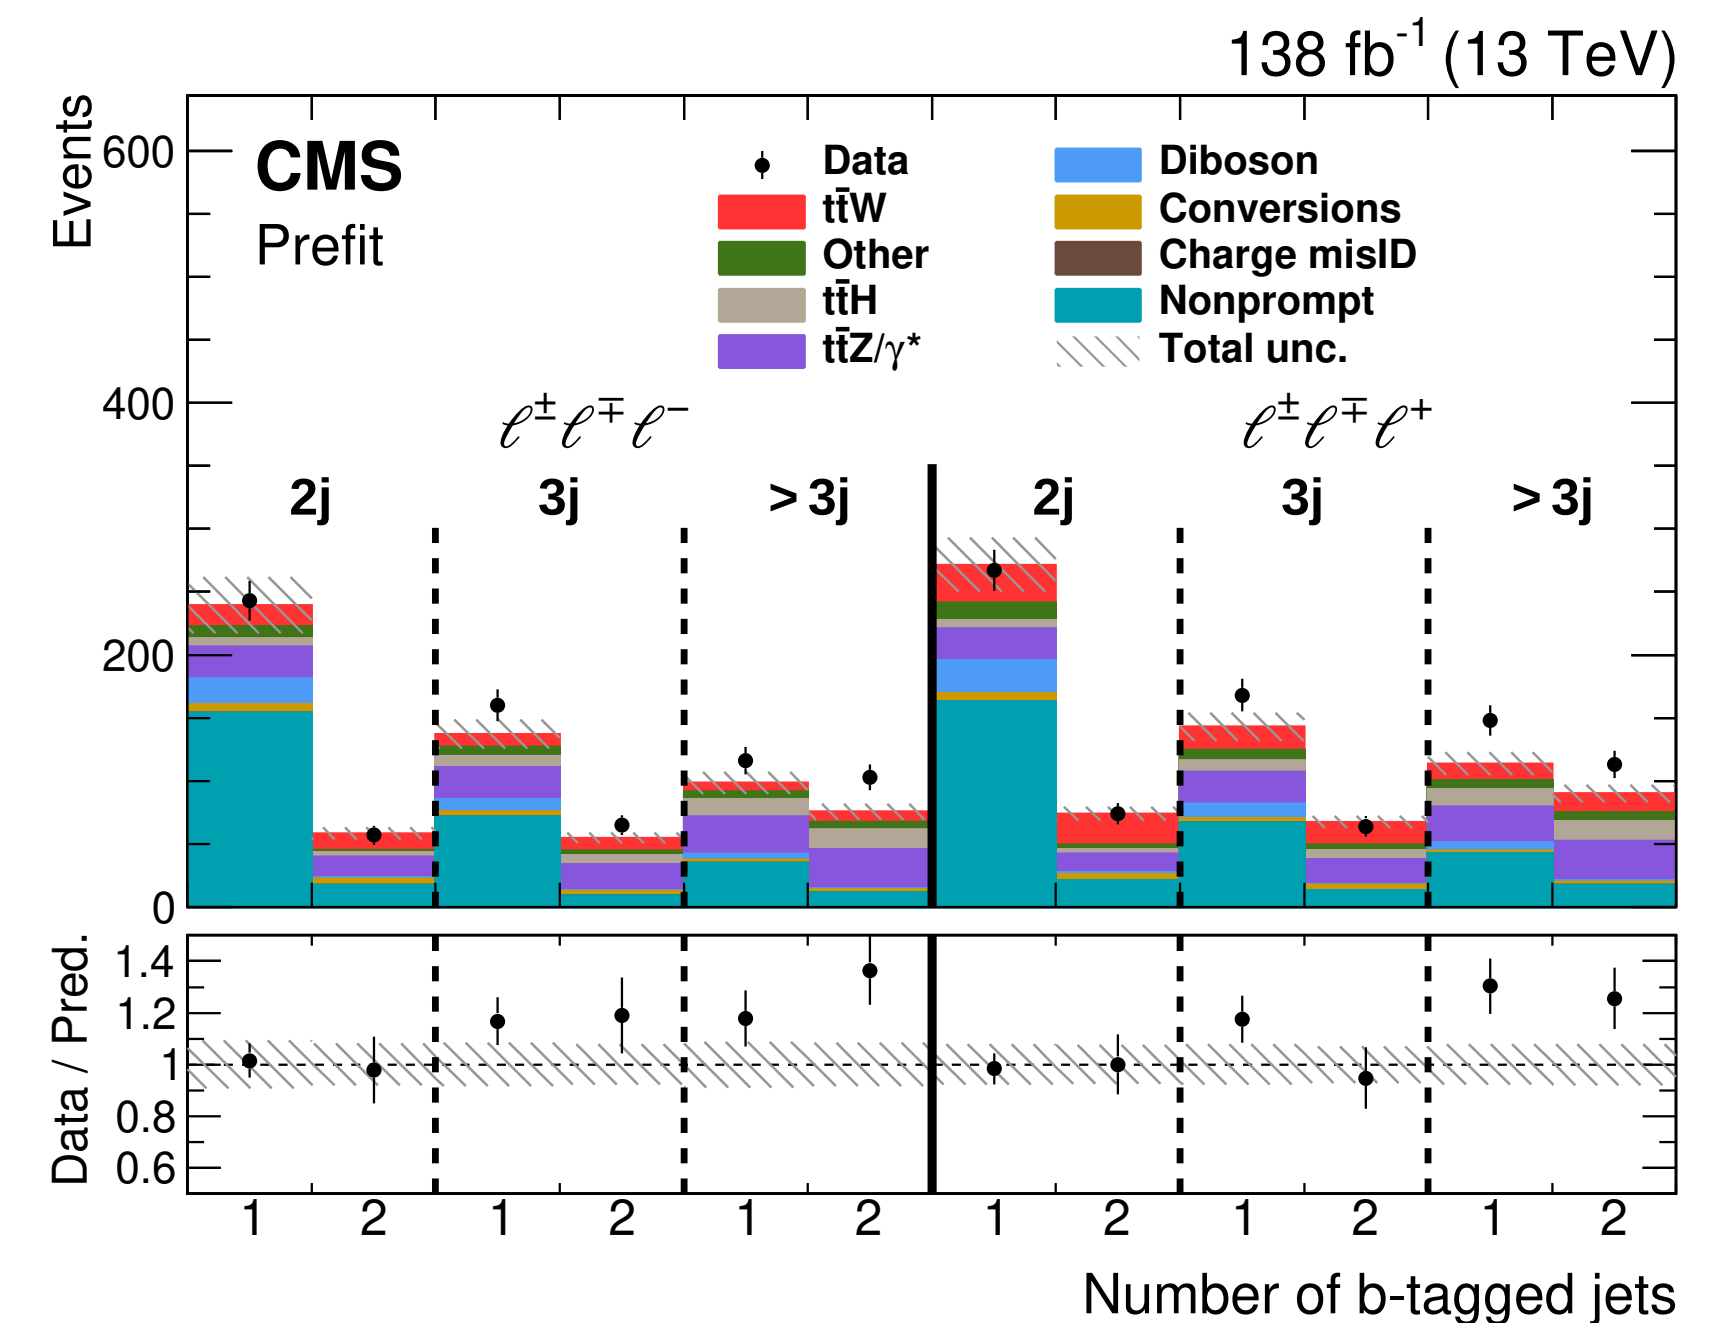 138 fb⁻¹ (13 TeV)
Events
600
400
200
0
CMS
Prefit
Data
tt̄W
Other
tt̄H
tt̄Z/γ*
Diboson
Conversions
Charge misID
Nonprompt
Total unc.
ℓ±ℓ∓ℓ−
ℓ±ℓ∓ℓ+
2j 3j > 3j 2j 3j > 3j
Data / Pred.
1.4
1.2
1
0.8
0.6
1 2 1 2 1 2 1 2 1 2 1 2
Number of b-tagged jets